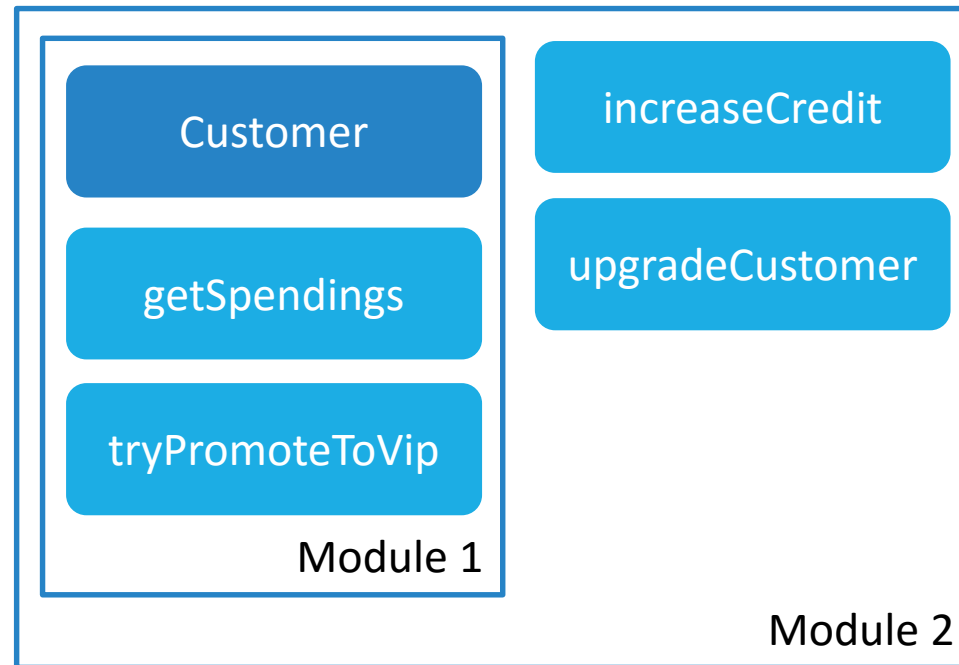 Customer
getSpendings
tryPromoteToVip
Module 1
increaseCredit
upgradeCustomer
Module 2